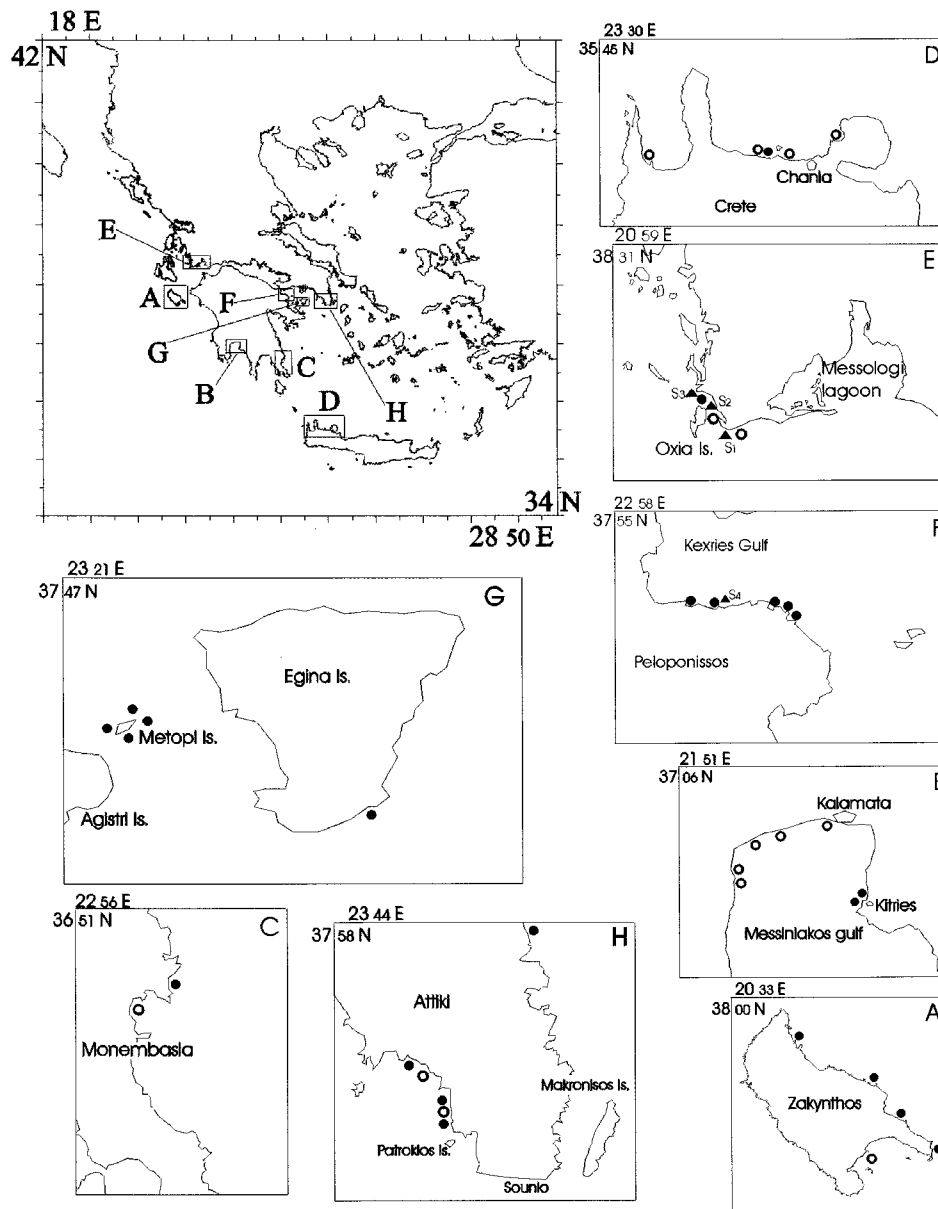 18 E
42 N
E
A
F
G
B
C
D
H
34 N
28 50 E
23 30 E
35 45 N
D
Chania
Crete
20 59 E
38 31 N
E
Messologi
lagoon
S3
S2
S1
Oxia Is.
22 58 E
37 55 N
F
Kexries Gulf
S4
Peloponissos
23 21 E
37 47 N
G
Egina Is.
Metopi Is.
Agistri Is.
21 51 E
37 06 N
Kalamata
Kitries
Messiniakos gulf
22 56 E
36 51 N
C
Monembasia
23 44 E
37 58 N
H
Attiki
Makronisos Is.
Patroklos Is.
Sounio
20 33 E
38 00 N
A
Zakynthos